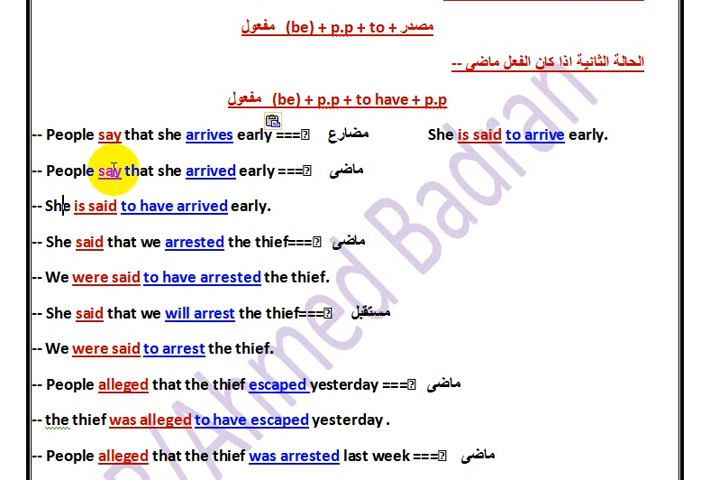 مفعول (be) + p.p + to + مصدر
الحالة الثانية اذا كان الفعل ماضى --
مفعول (be) + p.p + to have + p.p
-- People say that she arrives early === مضارع She is said to arrive early.
-- People say that she arrived early === ماضى
-- She is said to have arrived early.
-- She said that we arrested the thief=== ماضى
-- We were said to have arrested the thief.
-- She said that we will arrest the thief=== مستقبل
-- We were said to arrest the thief.
-- People alleged that the thief escaped yesterday === ماضى
-- the thief was alleged to have escaped yesterday .
-- People alleged that the thief was arrested last week === ماضى
/Ahmed Badran